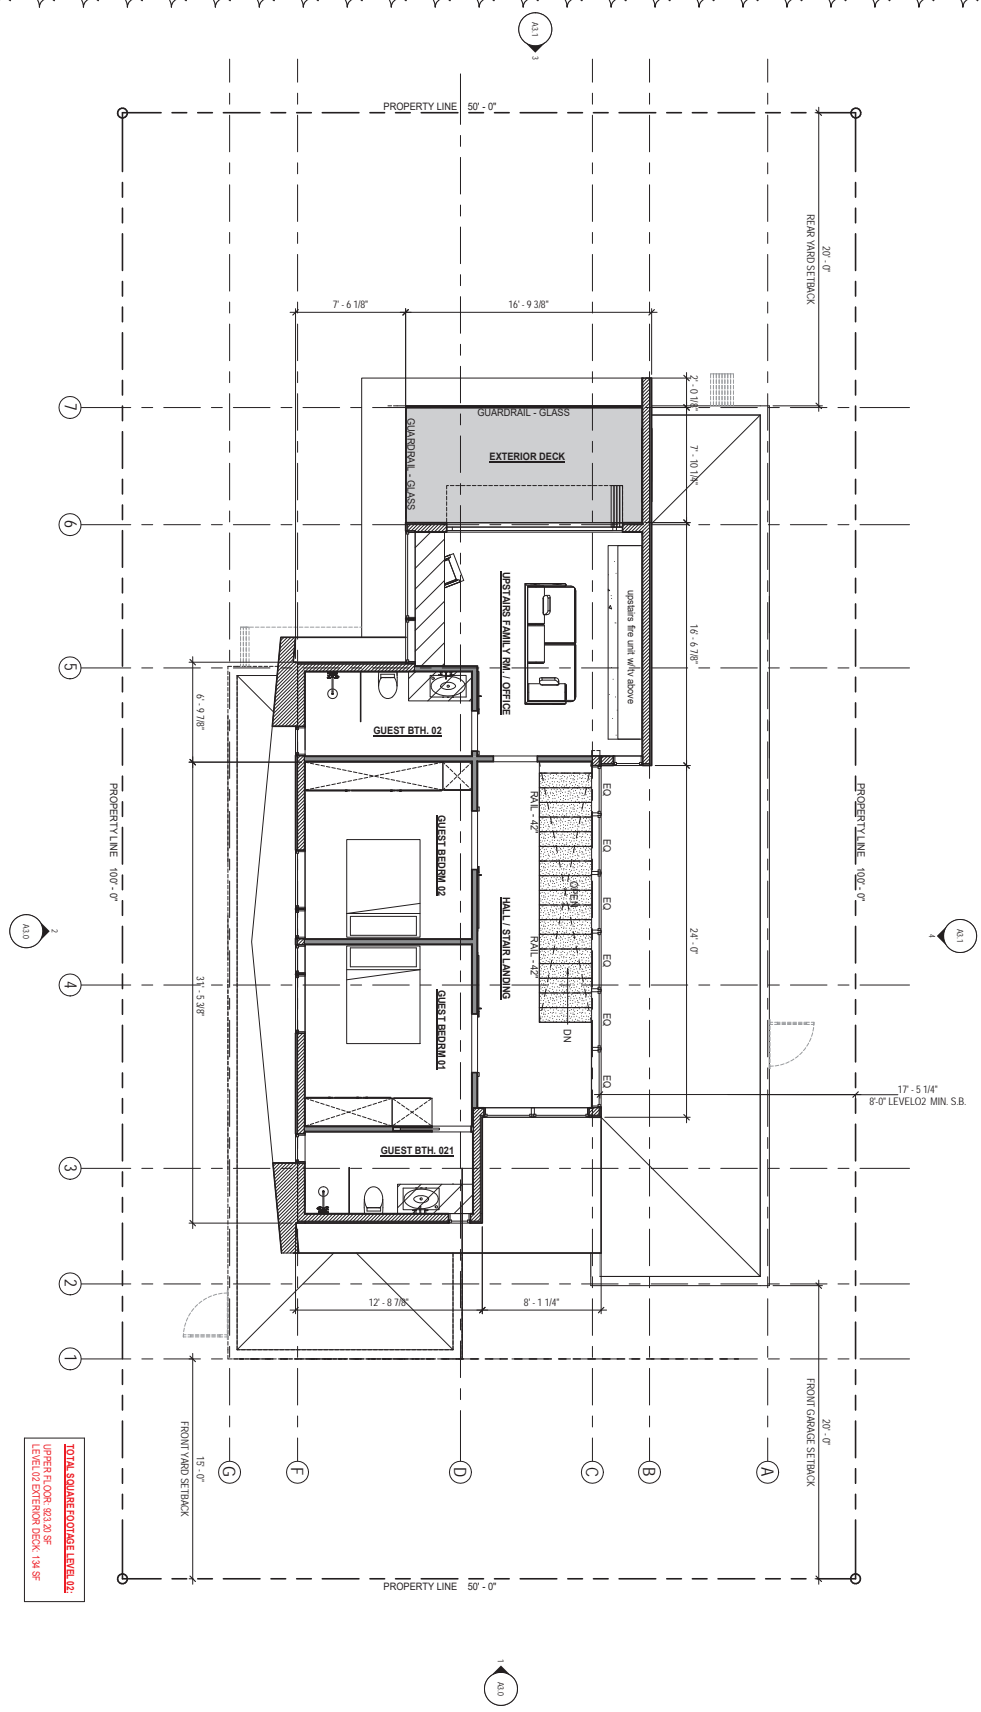 A3.1
3
PROPERTY LINE 50' - 0"
20' - 0"
REAR YARD SETBACK
7' - 6 1/8"
16' - 9 3/8"
2' - 0 1/8"
7
GUARDRAIL - GLASS
GUARDRAIL - GLASS
EXTERIOR DECK
7' - 10 1/4"
6
UPSTAIRS FAMILY RM. / OFFICE
upstairs fire unit w/tv above
16' - 6 7/8"
5
6' - 9 7/8"
GUEST BTH. 02
PROPERTY LINE 100' - 0"
PROPERTY LINE 100' - 0"
RAIL - 42"
EQ
EQ
EQ
EQ
EQ
EQ
GUEST BEDRM 02
OPEN
HALL / STAIR LANDING
RAIL - 42"
24' - 0"
A3.0
2
A3.1
4
4
31' - 5 3/8"
GUEST BEDRM 01
DN
17' - 5 1/4"
8'-0" LEVEL02 MIN. S.B.
GUEST BTH. 021
3
2
12' - 8 7/8"
8' - 1 1/4"
1
15' - 0"
FRONT YARD SETBACK
20' - 0"
FRONT GARAGE SETBACK
G
F
D
C
B
A
TOTAL SQUARE FOOTAGE LEVEL 02:
UPPER FLOOR: 923.20 SF
LEVEL 02 EXTERIOR DECK: 134 SF
PROPERTY LINE 50' - 0"
1
A3.0